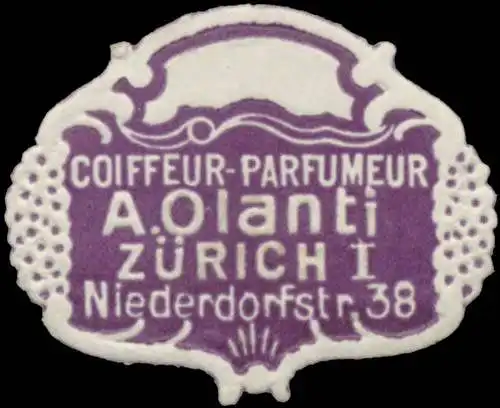 COIFFEUR-PARFUMEUR
A. Olanti
ZÜRICH I
Niederdorfstr. 38